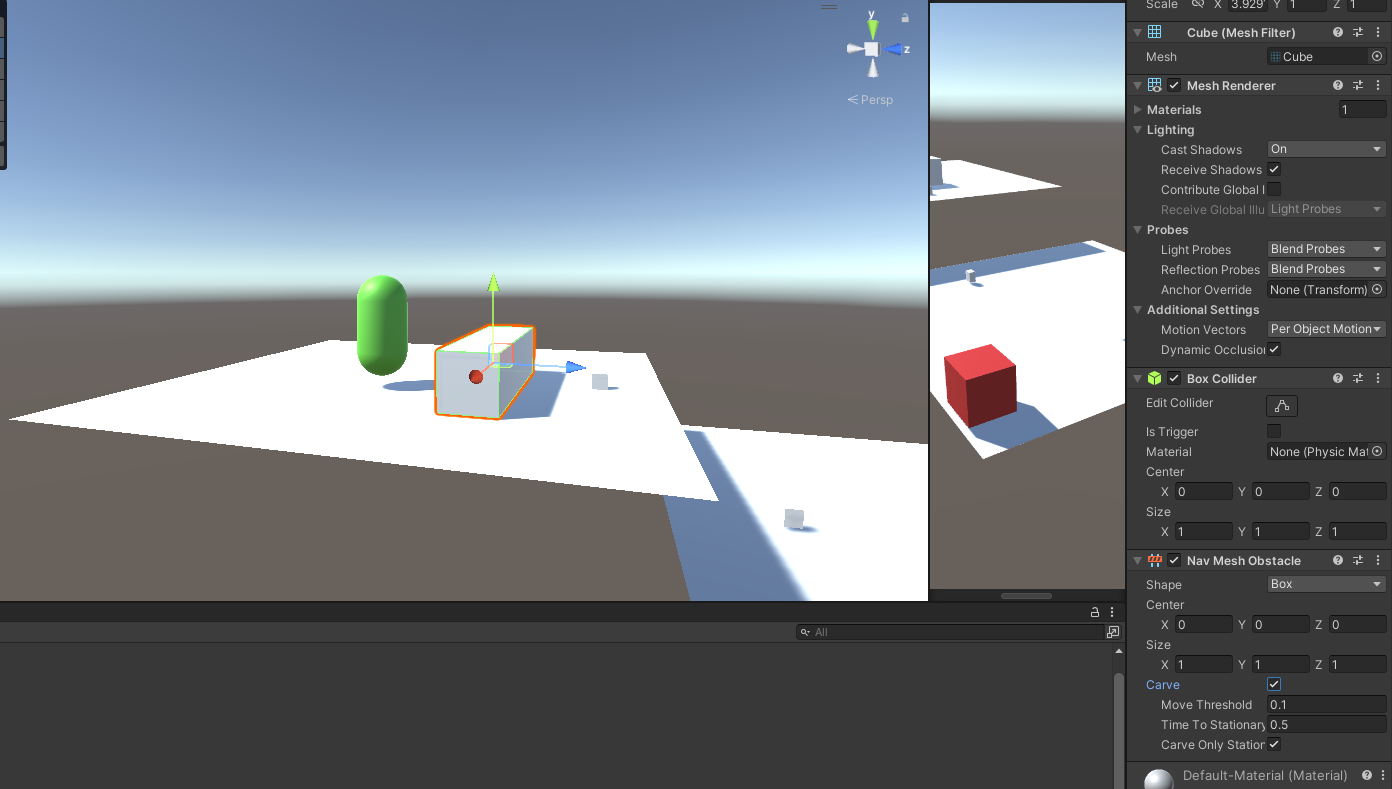 y
z
Persp
All
Scale X 3.929' Y 1 Z 1
Cube (Mesh Filter)
Mesh Cube
Mesh Renderer
Materials 1
Lighting
Cast Shadows On
Receive Shadows
Contribute Global I
Receive Global Illu Light Probes
Probes
Light Probes Blend Probes
Reflection Probes Blend Probes
Anchor Override None (Transform)
Additional Settings
Motion Vectors Per Object Motion
Dynamic Occlusion
Box Collider
Edit Collider
Is Trigger
Material None (Physic Mat
Center
X 0 Y 0 Z 0
Size
X 1 Y 1 Z 1
Nav Mesh Obstacle
Shape Box
Center
X 0 Y 0 Z 0
Size
X 1 Y 1 Z 1
Carve
Move Threshold 0.1
Time To Stationary 0.5
Carve Only Station
Default-Material (Material)